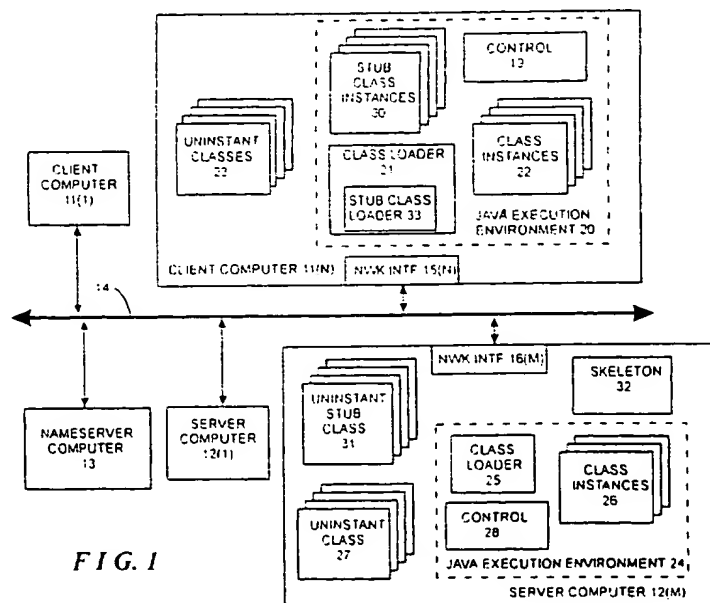 STUB
CLASS
INSTANCES
30
CONTROL
19
UNINSTANT
CLASSES
23
CLASS LOADER
21
STUB CLASS
LOADER 33
CLASS
INSTANCES
22
JAVA EXECUTION
ENVIRONMENT 20
CLIENT
COMPUTER
11(1)
CLIENT COMPUTER 11(N)
NWK INTF 15(N)
14
NWK INTF 16(M)
NAMESERVER
COMPUTER
13
SERVER
COMPUTER
12(1)
UNINSTANT
STUB
CLASS
31
SKELETON
32
CLASS
LOADER
25
CLASS
INSTANCES
26
UNINSTANT
CLASS
27
CONTROL
28
JAVA EXECUTION ENVIRONMENT 24
SERVER COMPUTER 12(M)
FIG. 1